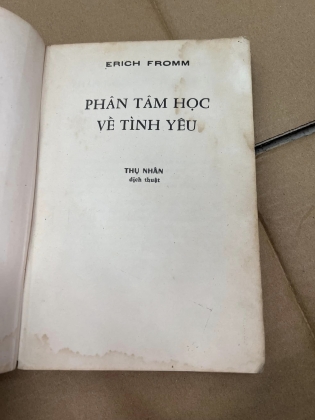 ERICH FROMM
PHÂN TÂM HỌC
VỀ TÌNH YÊU
THỤ NHÂN
dịch thuật